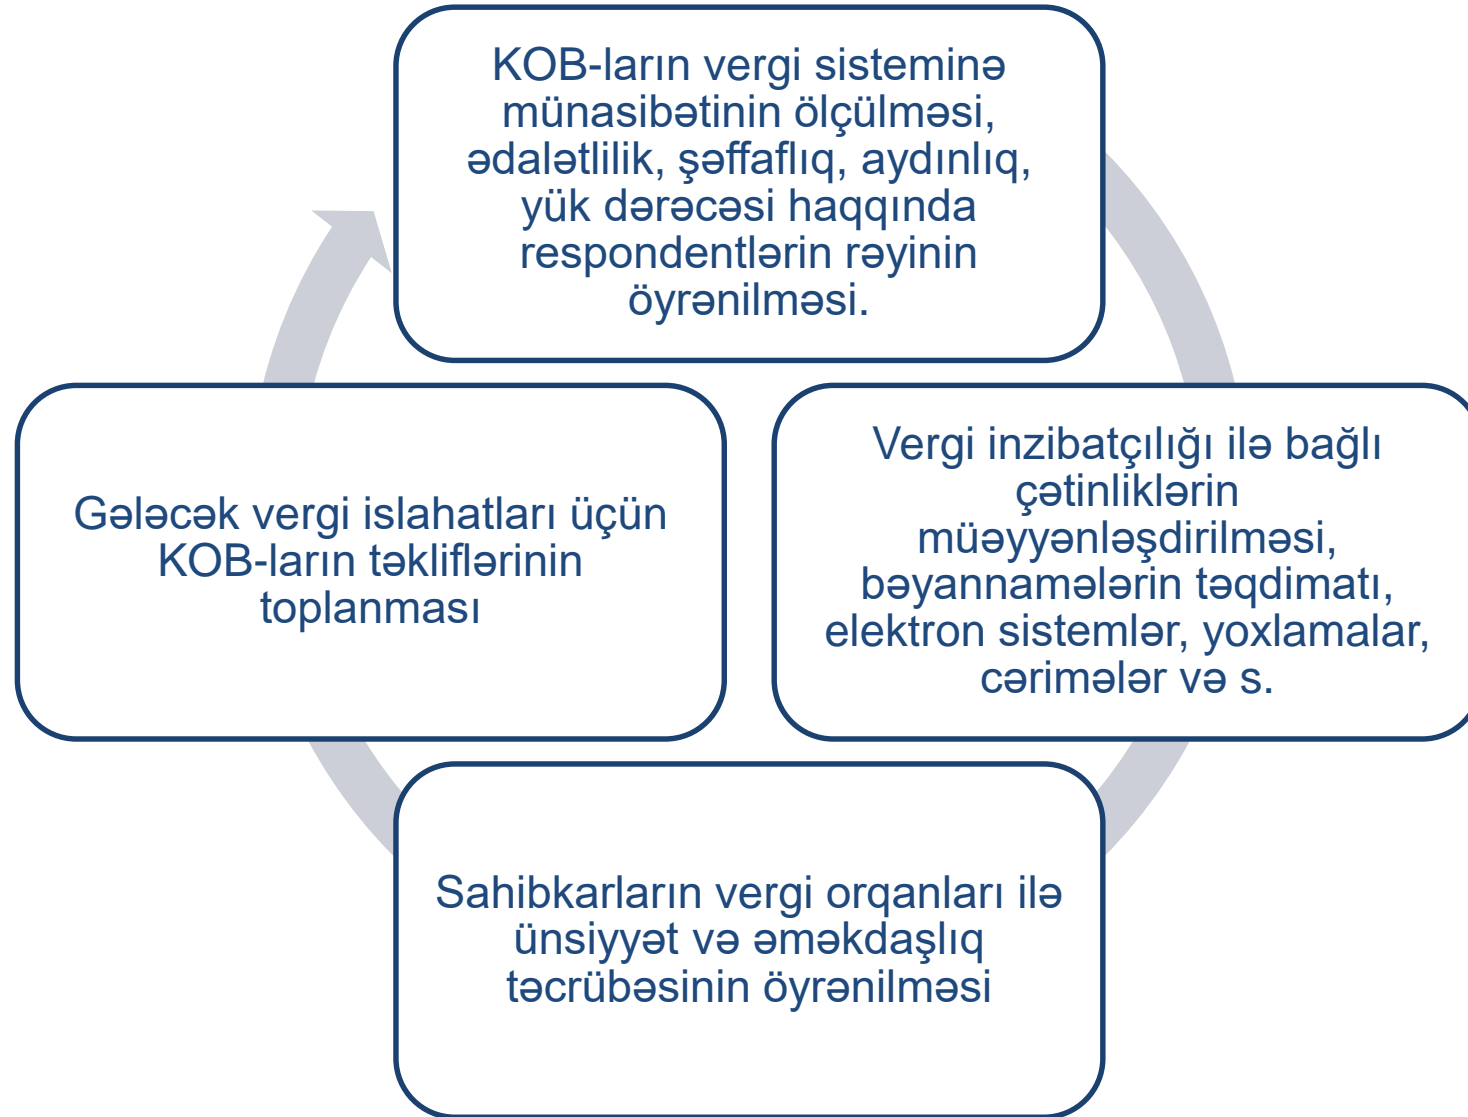 KOB-ların vergi sisteminə
münasibətinin ölçülməsi,
ədalətlilik, şəffaflıq, aydınlıq,
yük dərəcəsi haqqında
respondentlərin rəyinin
öyrənilməsi.
Vergi inzibatçılığı ilə bağlı
çətinliklərin
müəyyənləşdirilməsi,
bəyannamələrin təqdimatı,
elektron sistemlər, yoxlamalar,
cərimələr və s.
Sahibkarların vergi orqanları ilə
ünsiyyət və əməkdaşlıq
təcrübəsinin öyrənilməsi
Gələcək vergi islahatları üçün
KOB-ların təkliflərinin
toplanması